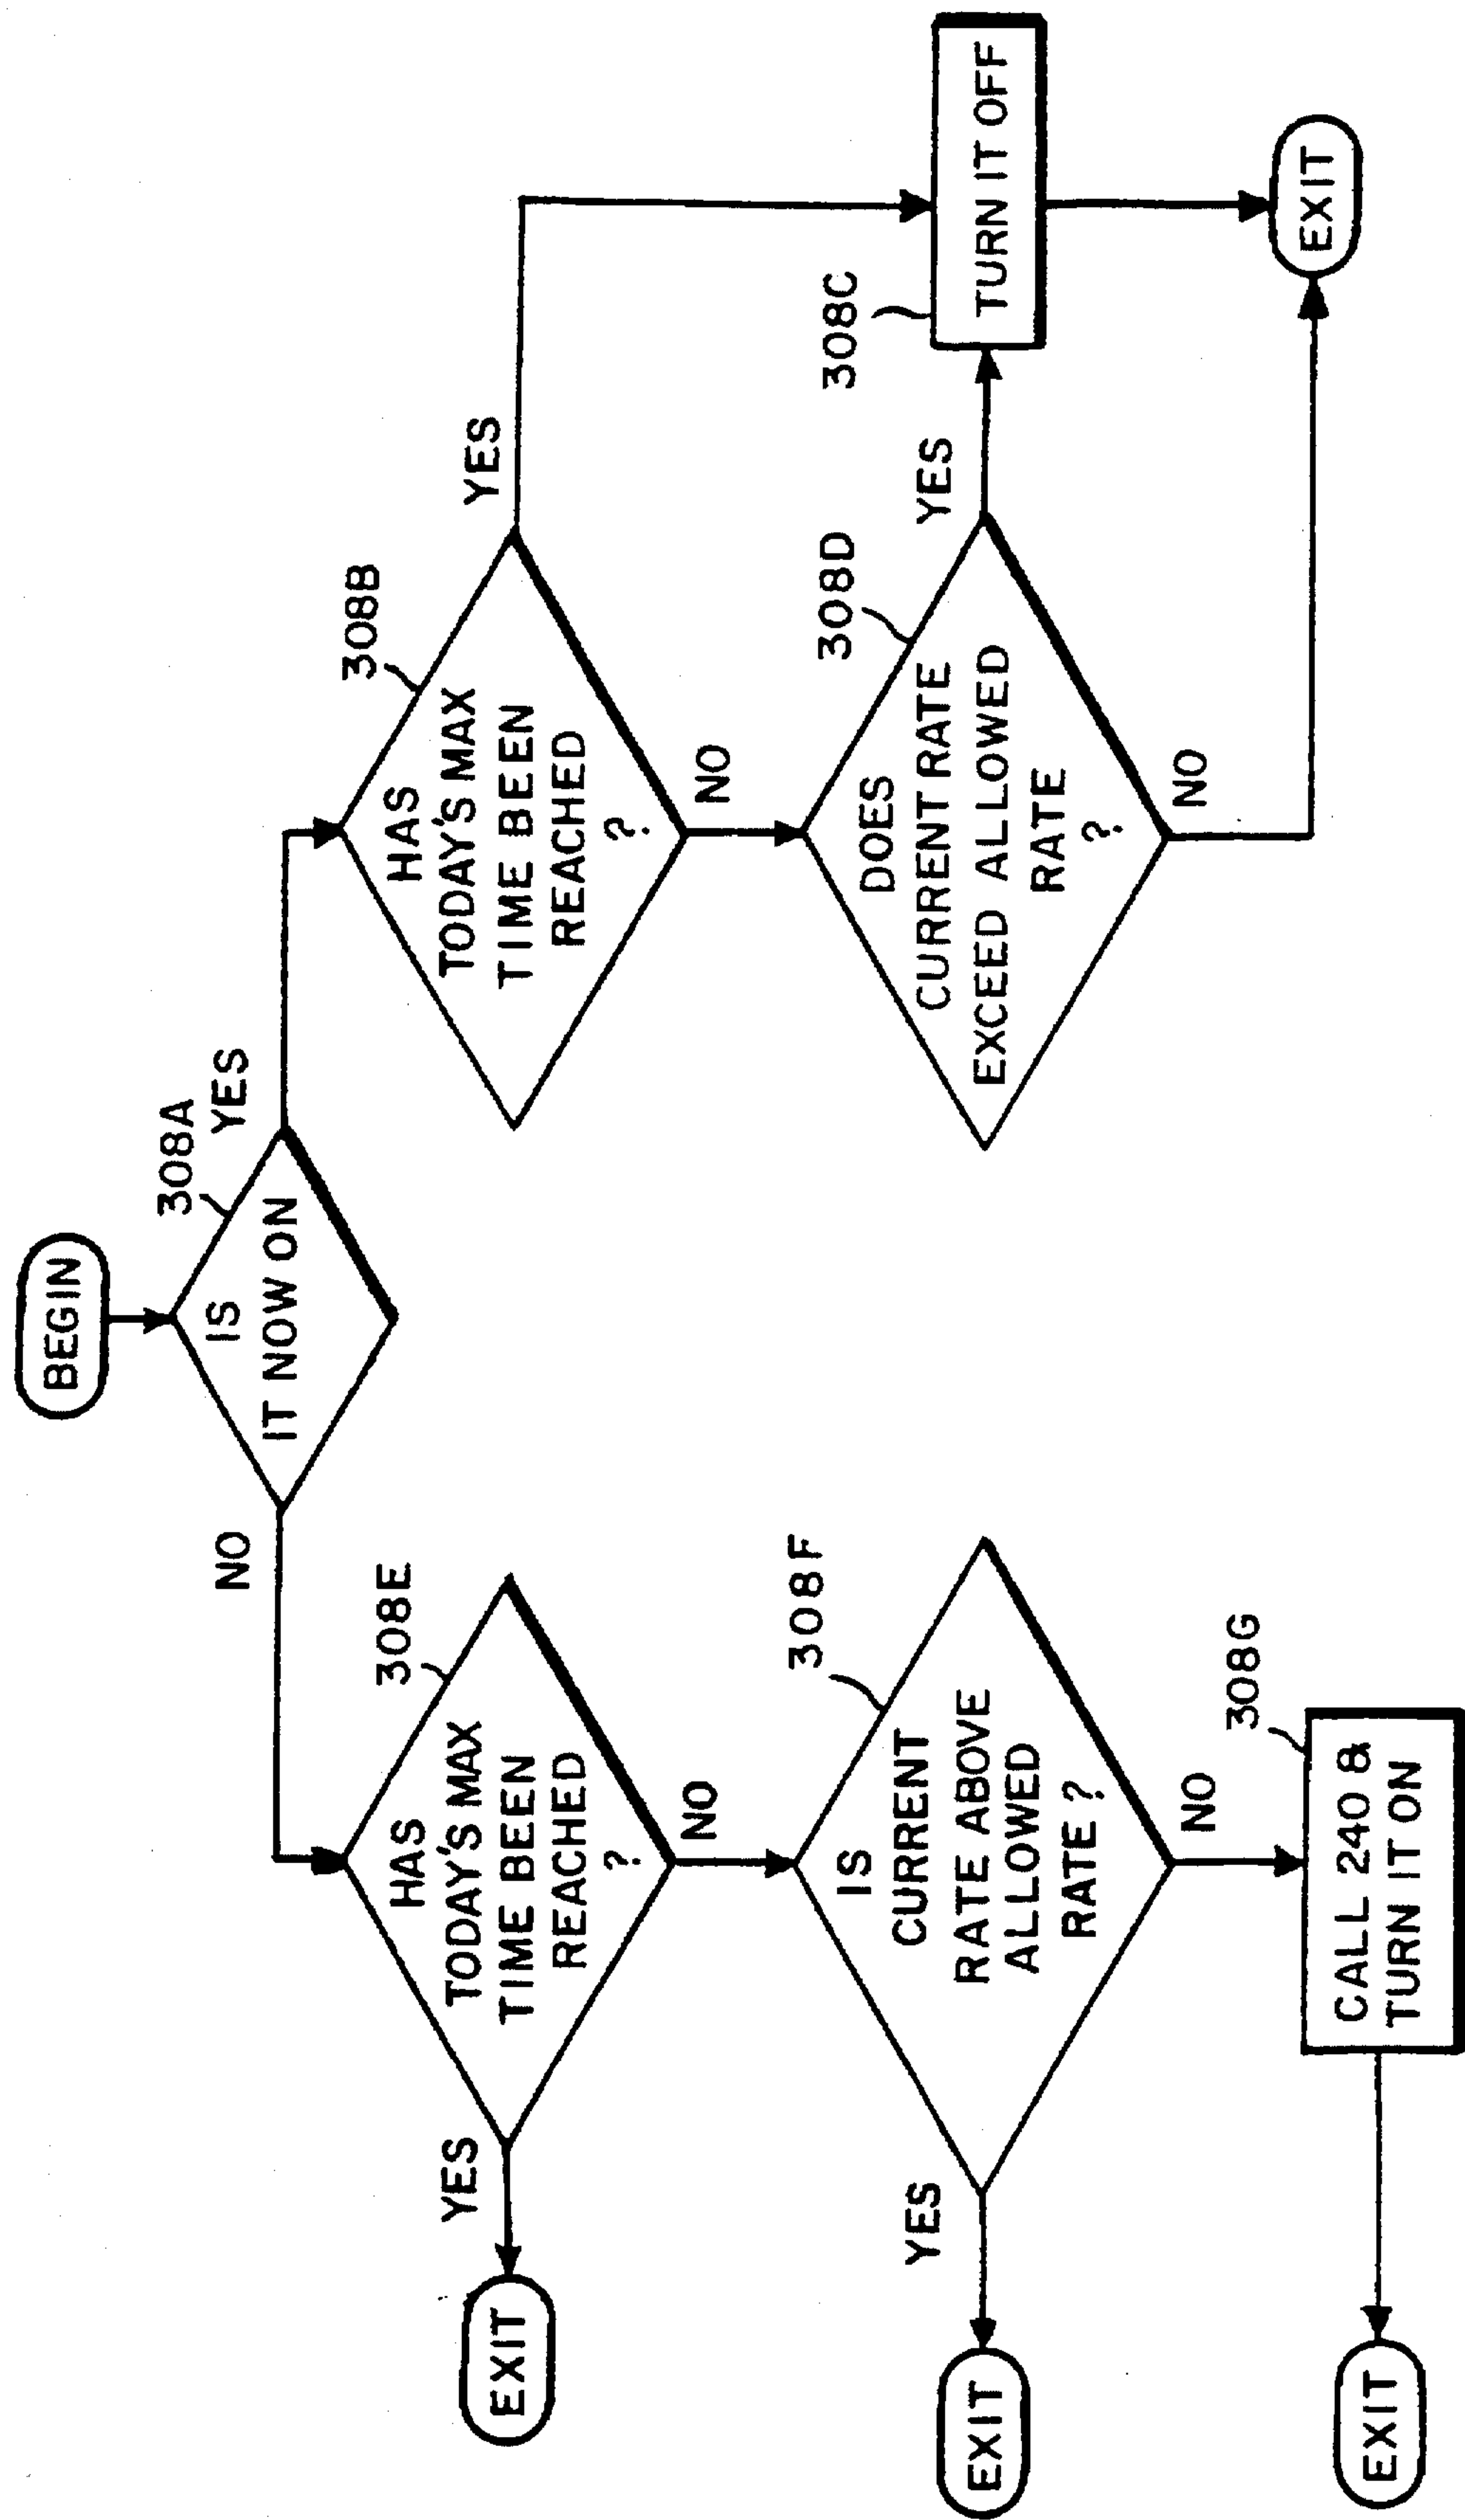 BEGIN
308A
IS
IT NOW ON
NO
YES
308E
HAS
TODAY'S MAX
TIME BEEN
REACHED
?
YES
EXIT
NO
308F
IS
CURRENT
RATE ABOVE
ALLOWED
RATE ?
YES
EXIT
NO
308G
CALL 240 &
TURN IT ON
EXIT
308B
HAS
TODAY'S MAX
TIME BEEN
REACHED
?
YES
NO
308D
DOES
CURRENT RATE
EXCEED ALLOWED
RATE
?
YES
NO
308C
TURN IT OFF
EXIT